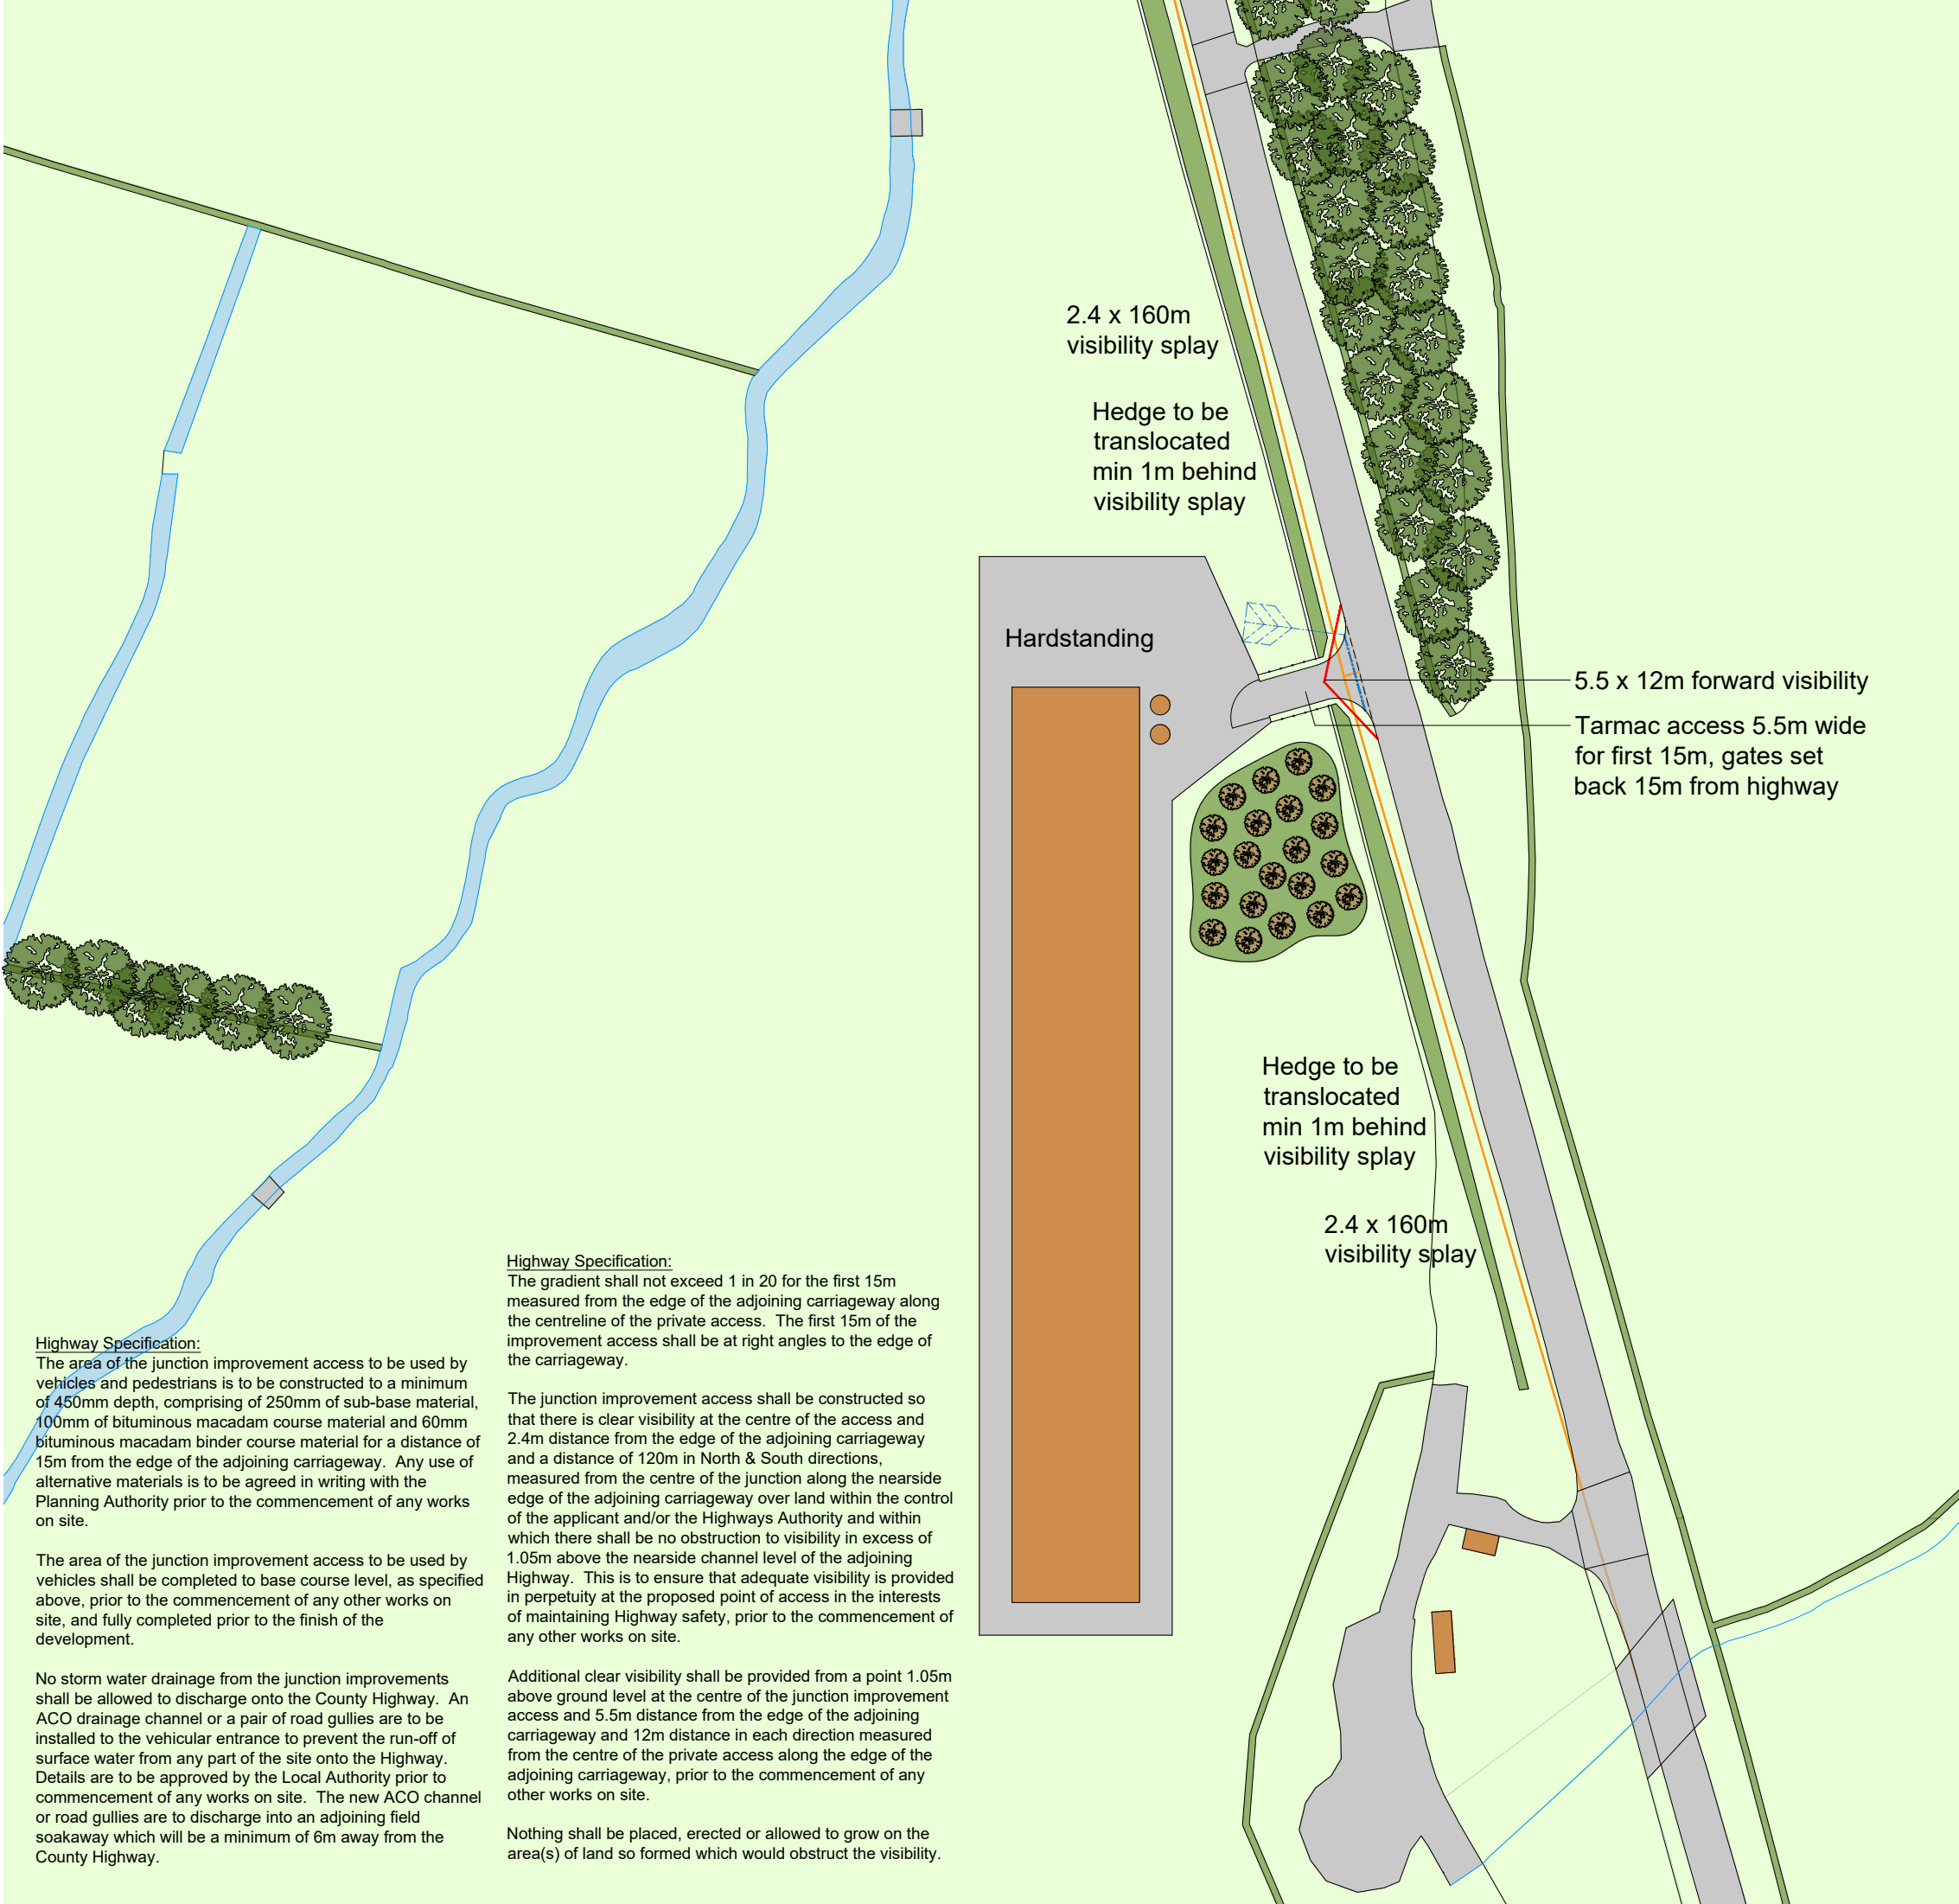 2.4 x 160m
visibility splay
Hedge to be
translocated
min 1m behind
visibility splay
Hardstanding
5.5 x 12m forward visibility
Tarmac access 5.5m wide
for first 15m, gates set
back 15m from highway
Hedge to be
translocated
min 1m behind
visibility splay
2.4 x 160m
visibility splay
Highway Specification:
The area of the junction improvement access to be used by
vehicles and pedestrians is to be constructed to a minimum
of 450mm depth, comprising of 250mm of sub-base material,
100mm of bituminous macadam course material and 60mm
bituminous macadam binder course material for a distance of
15m from the edge of the adjoining carriageway.  Any use of
alternative materials is to be agreed in writing with the
Planning Authority prior to the commencement of any works
on site.
The area of the junction improvement access to be used by
vehicles shall be completed to base course level, as specified
above, prior to the commencement of any other works on
site, and fully completed prior to the finish of the
development.
No storm water drainage from the junction improvements
shall be allowed to discharge onto the County Highway.  An
ACO drainage channel or a pair of road gullies are to be
installed to the vehicular entrance to prevent the run-off of
surface water from any part of the site onto the Highway.
Details are to be approved by the Local Authority prior to
commencement of any works on site.  The new ACO channel
or road gullies are to discharge into an adjoining field
soakaway which will be a minimum of 6m away from the
County Highway.
Highway Specification:
The gradient shall not exceed 1 in 20 for the first 15m
measured from the edge of the adjoining carriageway along
the centreline of the private access.  The first 15m of the
improvement access shall be at right angles to the edge of
the carriageway.
The junction improvement access shall be constructed so
that there is clear visibility at the centre of the access and
2.4m distance from the edge of the adjoining carriageway
and a distance of 120m in North & South directions,
measured from the centre of the junction along the nearside
edge of the adjoining carriageway over land within the control
of the applicant and/or the Highways Authority and within
which there shall be no obstruction to visibility in excess of
1.05m above the nearside channel level of the adjoining
Highway.  This is to ensure that adequate visibility is provided
in perpetuity at the proposed point of access in the interests
of maintaining Highway safety, prior to the commencement of
any other works on site.
Additional clear visibility shall be provided from a point 1.05m
above ground level at the centre of the junction improvement
access and 5.5m distance from the edge of the adjoining
carriageway and 12m distance in each direction measured
from the centre of the private access along the edge of the
adjoining carriageway, prior to the commencement of any
other works on site.
Nothing shall be placed, erected or allowed to grow on the
area(s) of land so formed which would obstruct the visibility.